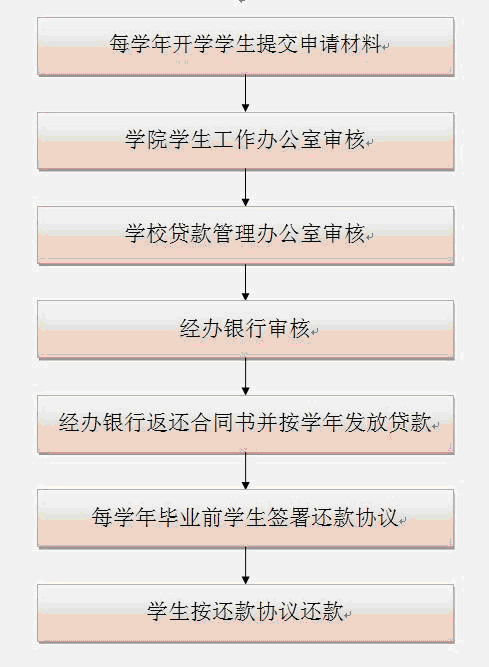 每学年开学学生提交申请材料
学院学生工作办公室审核
学校贷款管理办公室审核
经办银行审核
经办银行返还合同书并按学年发放贷款
每学年毕业前学生签署还款协议
学生按还款协议还款